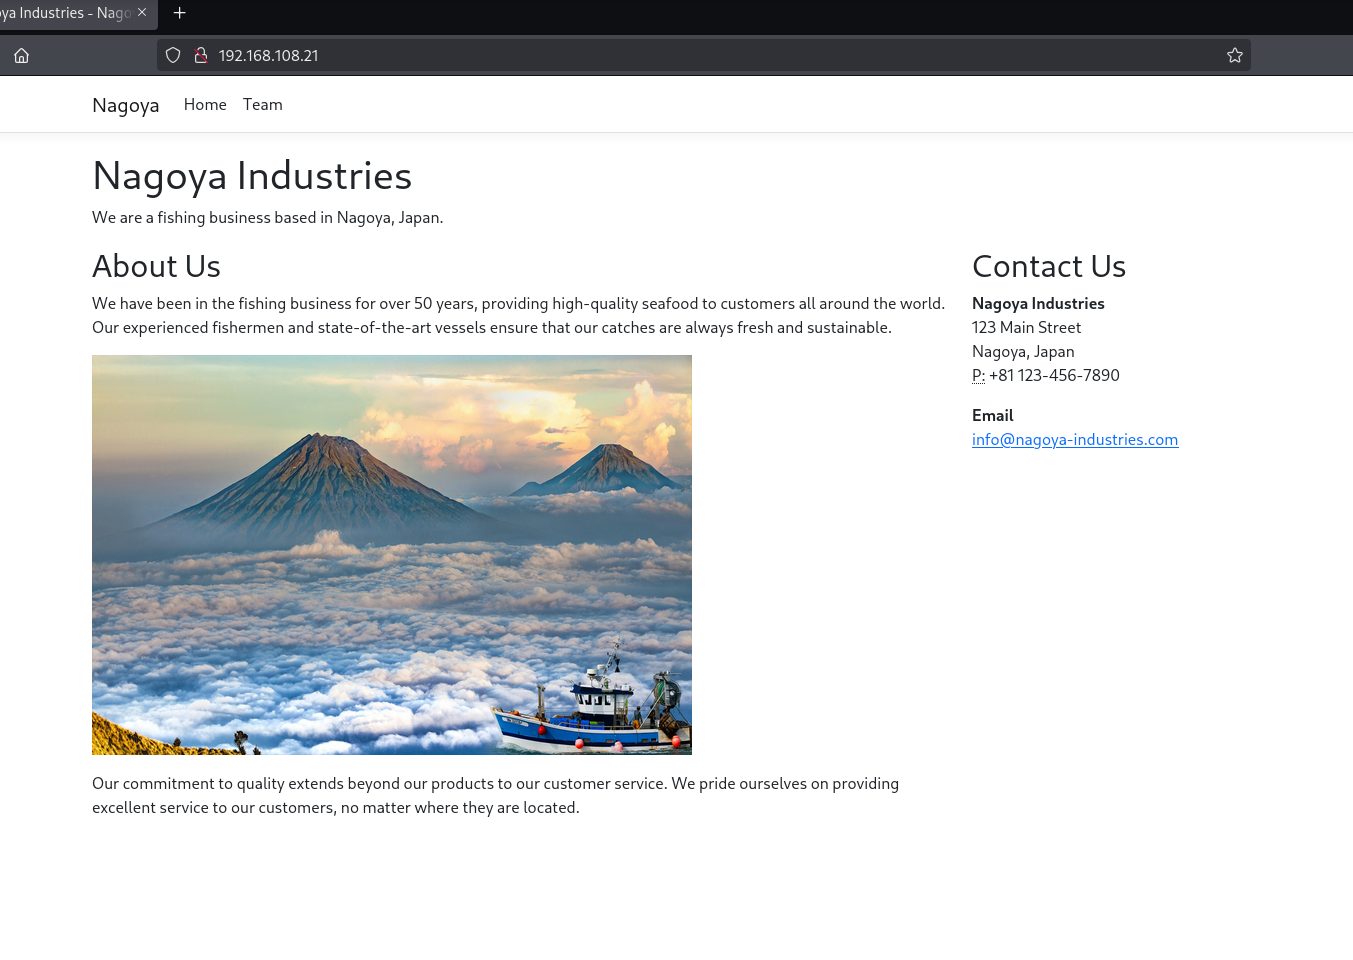 ya Industries - Nago
192.168.108.21
Nagoya Home Team
Nagoya Industries
We are a fishing business based in Nagoya, Japan.
About Us
We have been in the fishing business for over 50 years, providing high-quality seafood to customers all around the world.
Our experienced fishermen and state-of-the-art vessels ensure that our catches are always fresh and sustainable.
Our commitment to quality extends beyond our products to our customer service. We pride ourselves on providing
excellent service to our customers, no matter where they are located.
Contact Us
Nagoya Industries
123 Main Street
Nagoya, Japan
P: +81 123-456-7890
Email
info@nagoya-industries.com